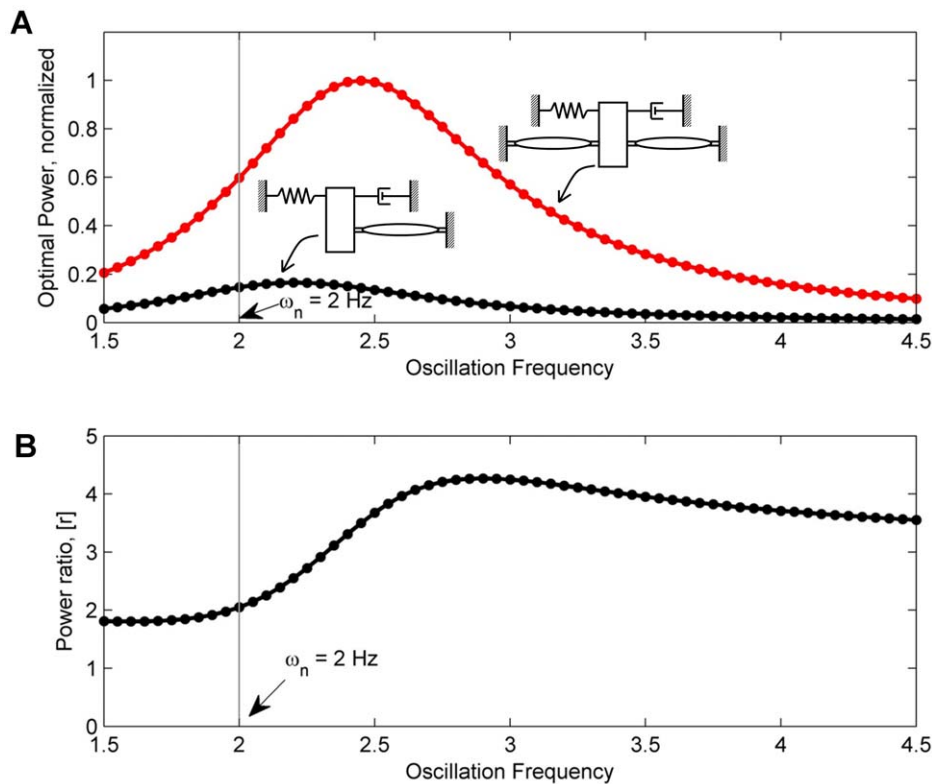 A
Optimal Power, normalized
1
0.8
0.6
0.4
0.2
0
ωn = 2 Hz
1.5 2 2.5 3 3.5 4 4.5
Oscillation Frequency
B
Power ratio, [r]
5
4
3
2
1
0
ωn = 2 Hz
1.5 2 2.5 3 3.5 4 4.5
Oscillation Frequency